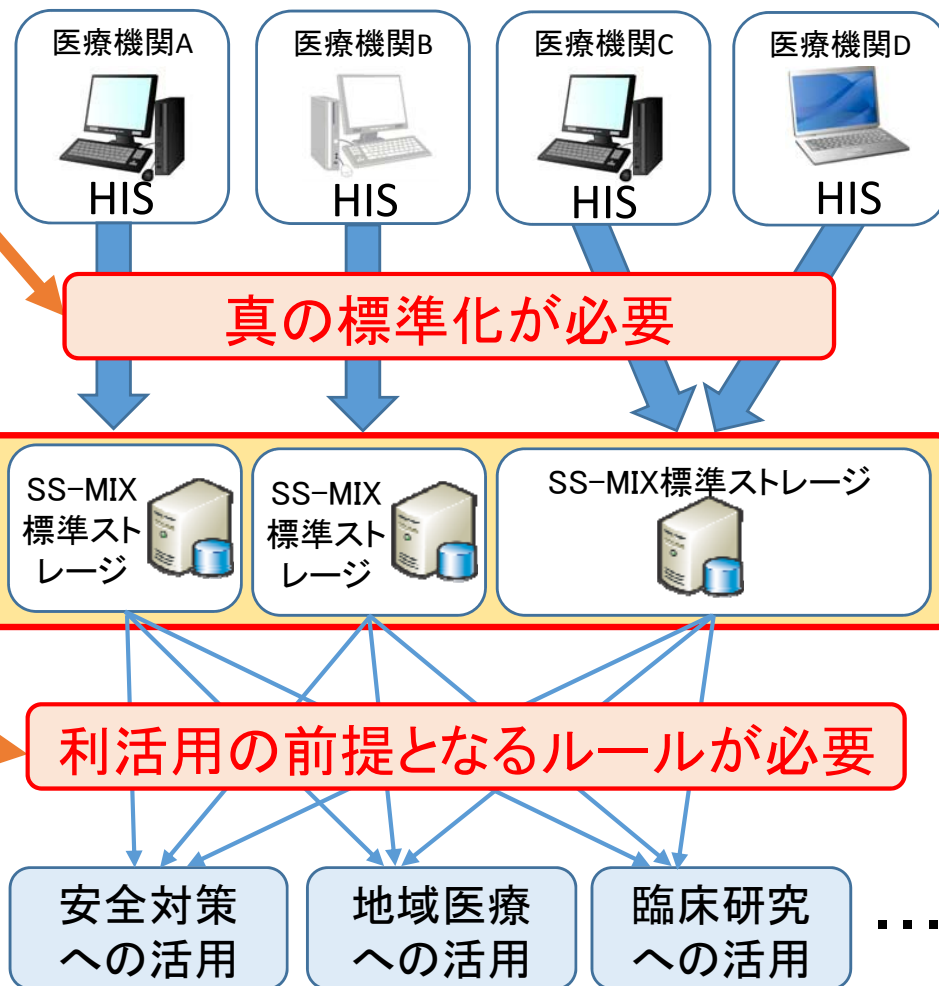 医療機関A
医療機関B
医療機関C
医療機関D
HIS
HIS
HIS
HIS
真の標準化が必要
SS-MIX
標準スト
レージ
SS-MIX
標準スト
レージ
SS-MIX標準ストレージ
利活用の前提となるルールが必要
安全対策
への活用
地域医療
への活用
臨床研究
への活用
…